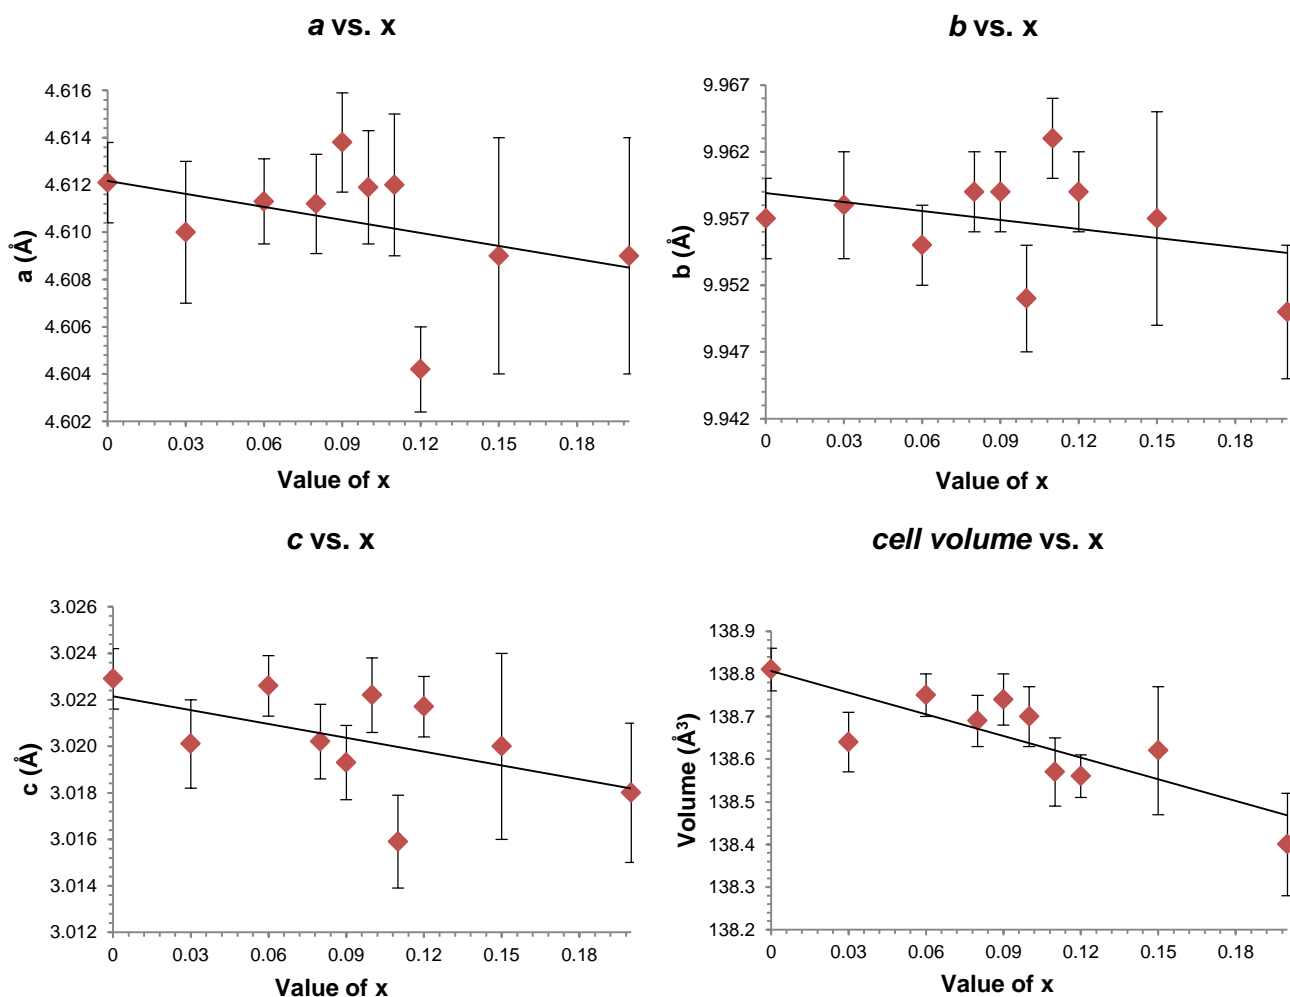 a vs. x
4.616
4.614
4.612
4.610
4.608
4.606
4.604
4.602
a (Å)
0 0.03 0.06 0.09 0.12 0.15 0.18
Value of x
b vs. x
9.967
9.962
9.957
9.952
9.947
9.942
b (Å)
0 0.03 0.06 0.09 0.12 0.15 0.18
Value of x
c vs. x
3.026
3.024
3.022
3.020
3.018
3.016
3.014
3.012
c (Å)
0 0.03 0.06 0.09 0.12 0.15 0.18
Value of x
cell volume vs. x
138.9
138.8
138.7
138.6
138.5
138.4
138.3
138.2
Volume (Å³)
0 0.03 0.06 0.09 0.12 0.15 0.18
Value of x